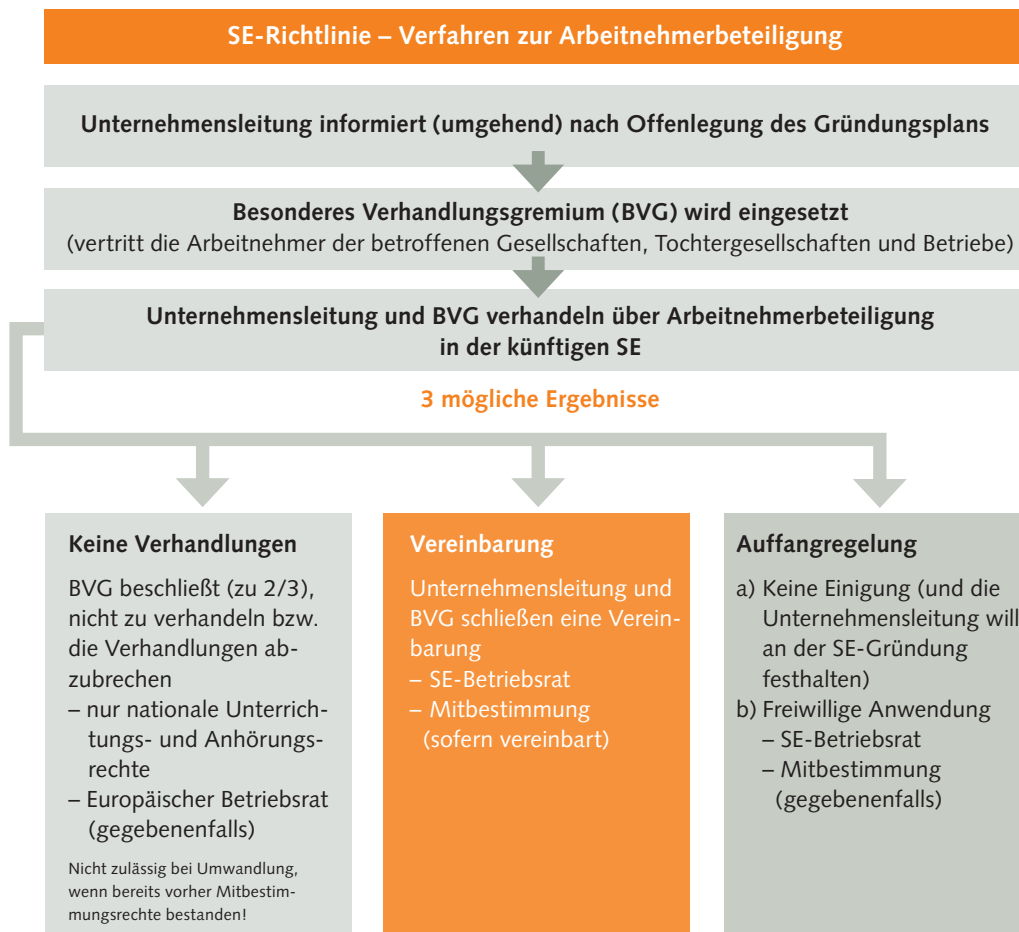 SE-Richtlinie – Verfahren zur Arbeitnehmerbeteiligung
Unternehmensleitung informiert (umgehend) nach Offenlegung des Gründungsplans
Besonderes Verhandlungsgremium (BVG) wird eingesetzt
(vertritt die Arbeitnehmer der betroffenen Gesellschaften, Tochtergesellschaften und Betriebe)
Unternehmensleitung und BVG verhandeln über Arbeitnehmerbeteiligung
in der künftigen SE
3 mögliche Ergebnisse
Keine Verhandlungen
BVG beschließt (zu 2/3),
nicht zu verhandeln bzw.
die Verhandlungen ab-
zubrechen
– nur nationale Unterrich-
tungs- und Anhörungs-
rechte
– Europäischer Betriebsrat
(gegebenenfalls)
Nicht zulässig bei Umwandlung,
wenn bereits vorher Mitbestim-
mungsrechte bestanden!
Vereinbarung
Unternehmensleitung und
BVG schließen eine Verein-
barung
– SE-Betriebsrat
– Mitbestimmung
(sofern vereinbart)
Auffangregelung
a) Keine Einigung (und die
Unternehmensleitung will
an der SE-Gründung
festhalten)
b) Freiwillige Anwendung
– SE-Betriebsrat
– Mitbestimmung
(gegebenenfalls)